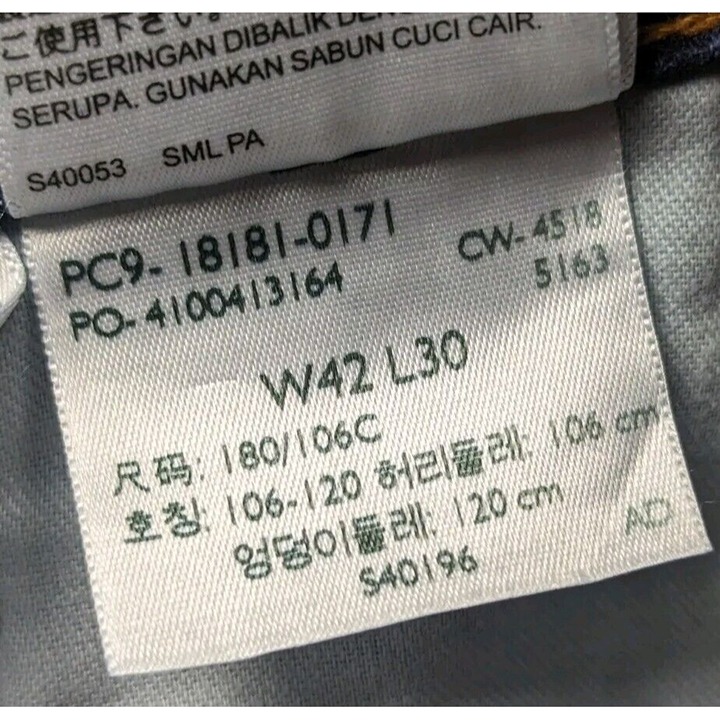 ご使用下さい。
PENGERINGAN DIBALIK
SERUPA. GUNAKAN SABUN CUCI CAIR.
S40053 SML PA
PC9- 18181-0171 CW- 4518
PO- 4100413164 5163
W42 L30
尺码: 180/106C
호칭: 106-120 허리둘레: 106 cm
엉덩이둘레: 120 cm
S40196 AD